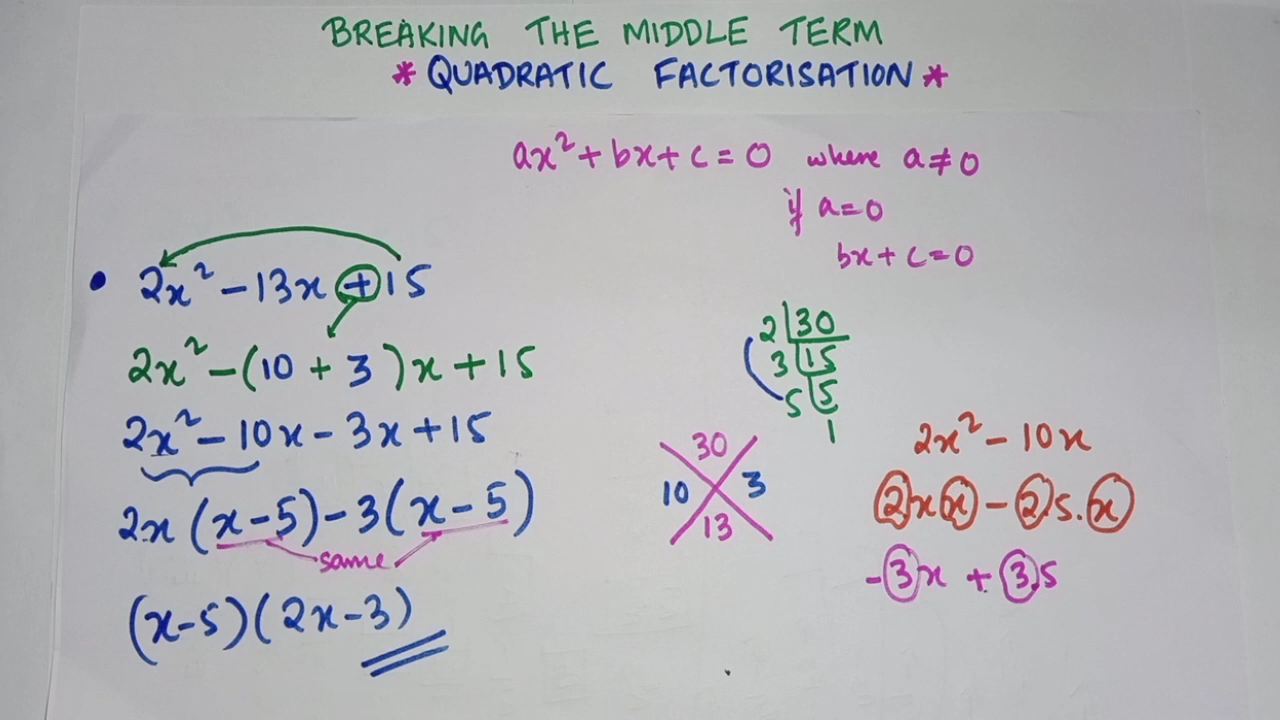 BREAKING THE MIDDLE TERM
* QUADRATIC FACTORISATION *
ax² + bx + c = 0 where a ≠ 0
if a = 0
bx + c = 0
• 2x² - 13x + 15
2x² - (10 + 3)x + 15
2x² - 10x - 3x + 15
2x (x - 5) - 3(x - 5)
same
(x - 5)(2x - 3)
2 | 30
3 | 15
5 | 5
1
30
10 3
13
2x² - 10x
2x x - 2.5.x
- 3x + 3.5